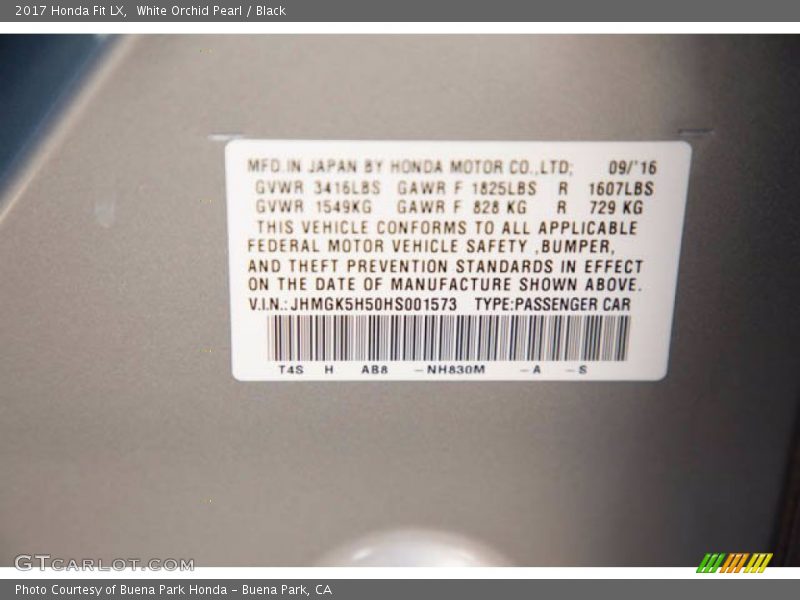 2017 Honda Fit LX,  White Orchid Pearl / Black
MFD.IN JAPAN BY HONDA MOTOR CO.,LTD; 09/'16
GVWR 3416LBS GAWR F 1825LBS R 1607LBS
GVWR 1549KG GAWR F 828 KG R 729 KG
THIS VEHICLE CONFORMS TO ALL APPLICABLE
FEDERAL MOTOR VEHICLE SAFETY ,BUMPER,
AND THEFT PREVENTION STANDARDS IN EFFECT
ON THE DATE OF MANUFACTURE SHOWN ABOVE.
V.I.N.:JHMGK5H50HS001573 TYPE:PASSENGER CAR
T4S H AB8 -NH830M -A -S
GTCARLOT.COM
Photo Courtesy of Buena Park Honda - Buena Park, CA